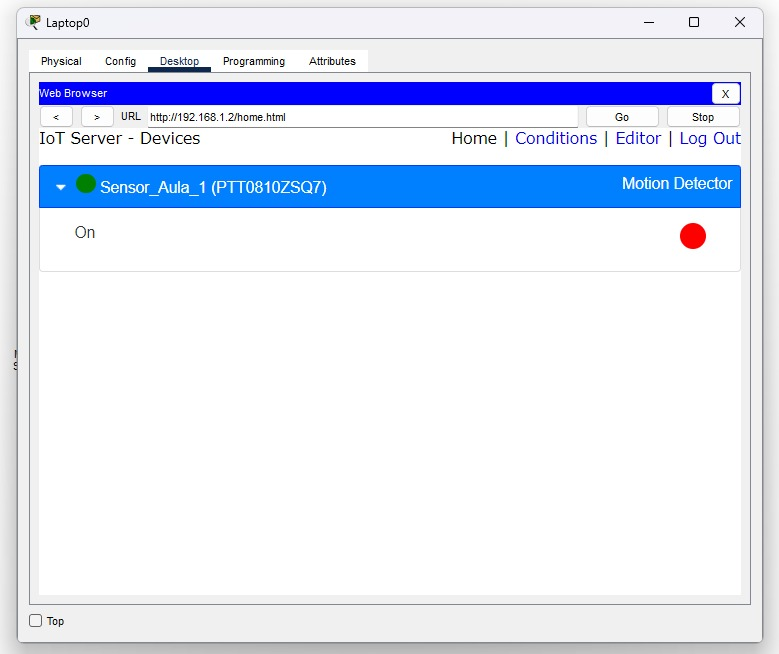 Laptop0
Physical Config Desktop Programming Attributes
Web Browser X
< > URL http://192.168.1.2/home.html Go Stop
IoT Server - Devices Home | Conditions | Editor | Log Out
Sensor_Aula_1 (PTT0810ZSQ7) Motion Detector
On
Top